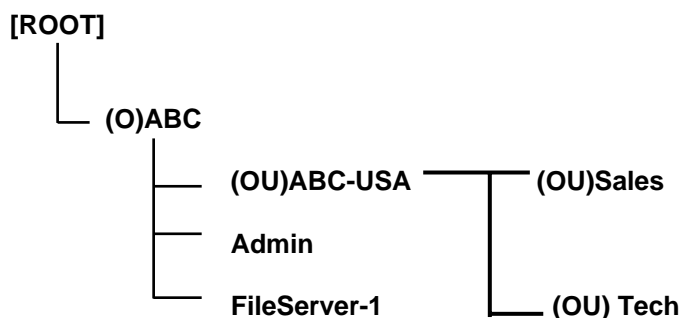 [ROOT]
(O)ABC
(OU)ABC-USA (OU)Sales
Admin
FileServer-1 (OU) Tech